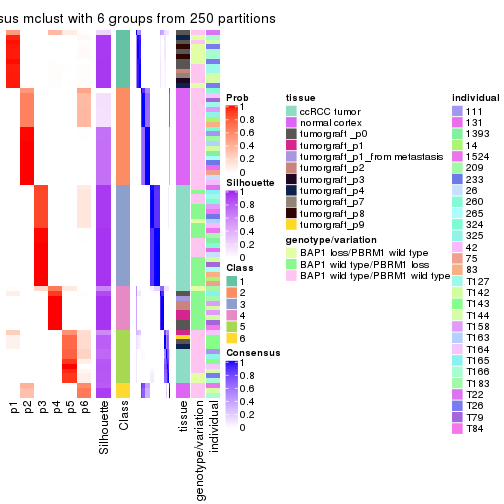 sus mclust with 6 groups from 250 partitions
Prob
1
0.8
0.6
0.4
0.2
0
Silhouette
1
0.8
0.6
0.4
0.2
0
Class
1
2
3
4
5
6
Consensus
1
0.8
0.6
0.4
0.2
0
tissue
ccRCC tumor
normal cortex
tumorgraft_p0
tumorgraft_p1
tumorgraft_p1_from metastasis
tumorgraft_p2
tumorgraft_p3
tumorgraft_p4
tumorgraft_p7
tumorgraft_p8
tumorgraft_p9
genotype/variation
BAP1 loss/PBRM1 wild type
BAP1 wild type/PBRM1 loss
BAP1 wild type/PBRM1 wild type
individual
111
131
1393
14
1524
209
233
26
260
265
324
325
42
75
83
T127
T142
T143
T144
T158
T163
T164
T165
T166
T183
T22
T26
T79
T84
p1
p2
p3
p4
p5
p6
Silhouette
Class
tissue
genotype/variation
individual